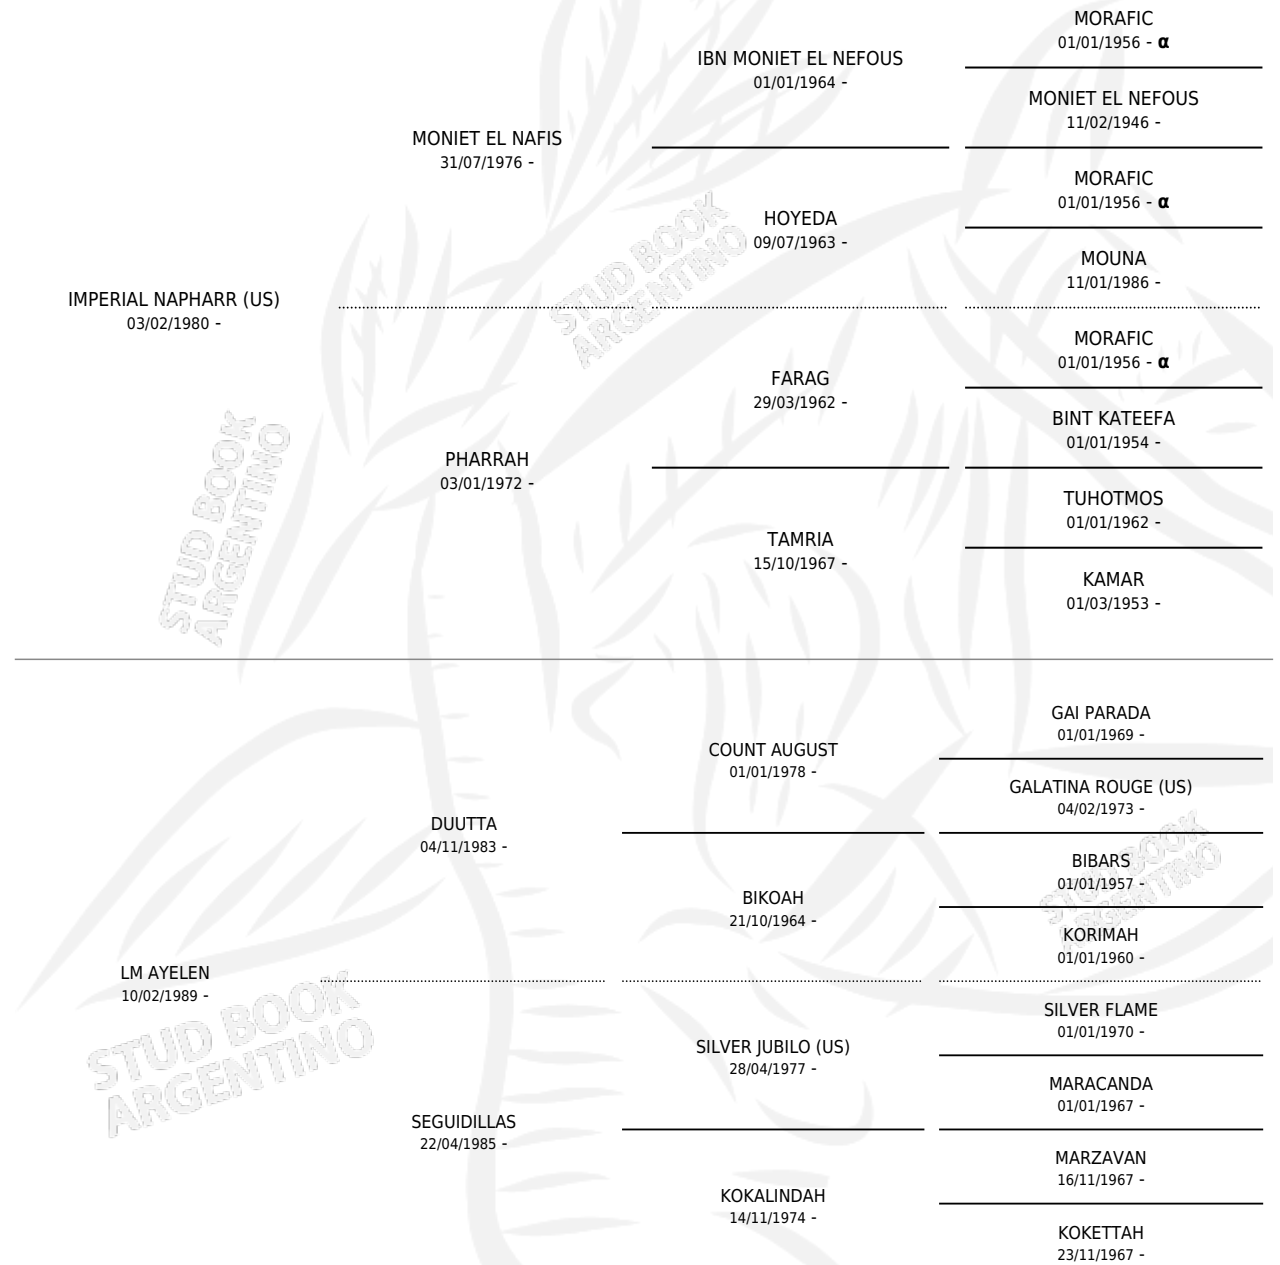 MORAFIC
01/01/1956 - α
IBN MONIET EL NEFOUS
01/01/1964 -
MONIET EL NEFOUS
11/02/1946 -
MONIET EL NAFIS
31/07/1976 -
MORAFIC
01/01/1956 - α
HOYEDA
09/07/1963 -
MOUNA
11/01/1986 -
IMPERIAL NAPHARR (US)
03/02/1980 -
MORAFIC
01/01/1956 - α
FARAG
29/03/1962 -
BINT KATEEFA
01/01/1954 -
PHARRAH
03/01/1972 -
TUHOTMOS
01/01/1962 -
TAMRIA
15/10/1967 -
KAMAR
01/03/1953 -
GAI PARADA
01/01/1969 -
COUNT AUGUST
01/01/1978 -
GALATINA ROUGE (US)
04/02/1973 -
DUUTTA
04/11/1983 -
BIBARS
01/01/1957 -
BIKOAH
21/10/1964 -
KORIMAH
01/01/1960 -
LM AYELEN
10/02/1989 -
SILVER FLAME
01/01/1970 -
SILVER JUBILO (US)
28/04/1977 -
MARACANDA
01/01/1967 -
SEGUIDILLAS
22/04/1985 -
MARZAVAN
16/11/1967 -
KOKALINDAH
14/11/1974 -
KOKETTAH
23/11/1967 -
STUD BOOK
ARGENTINO
STUD BOOK
ARGENTINO
STUD BOOK
ARGENTINO
STUD BOOK
ARGENTINO